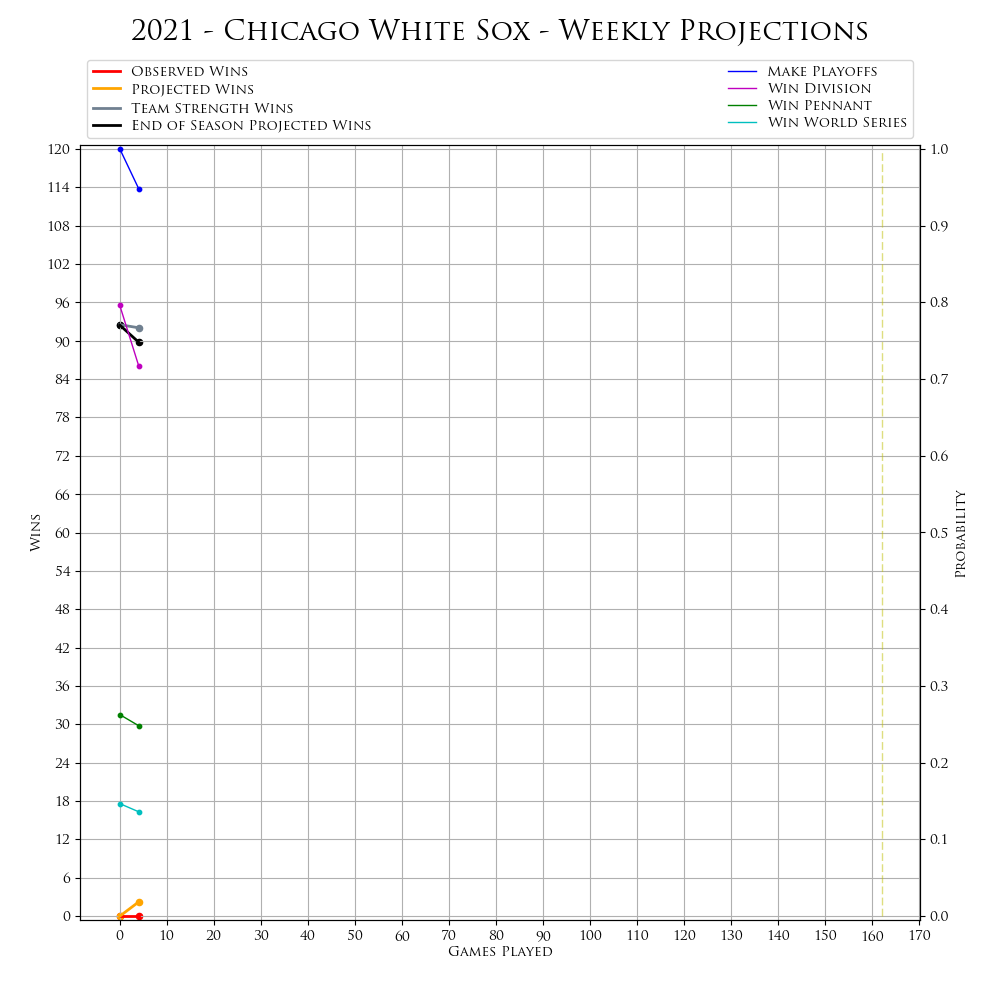 2021 - Chicago White Sox - Weekly Projections
Observed Wins
Projected Wins
Team Strength Wins
End of Season Projected Wins
Make Playoffs
Win Division
Win Pennant
Win World Series
120
114
108
102
96
90
84
78
72
66
60
54
48
42
36
30
24
18
12
6
0
Wins
1.0
0.9
0.8
0.7
0.6
0.5
0.4
0.3
0.2
0.1
0.0
Probability
0 10 20 30 40 50 60 70 80 90 100 110 120 130 140 150 160 170
Games Played